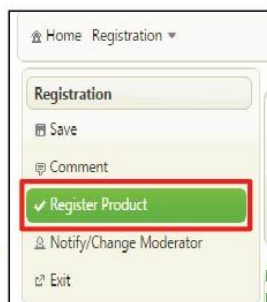 Home Registration
Registration
Save
Comment
Register Product
Notify/Change Moderator
Exit